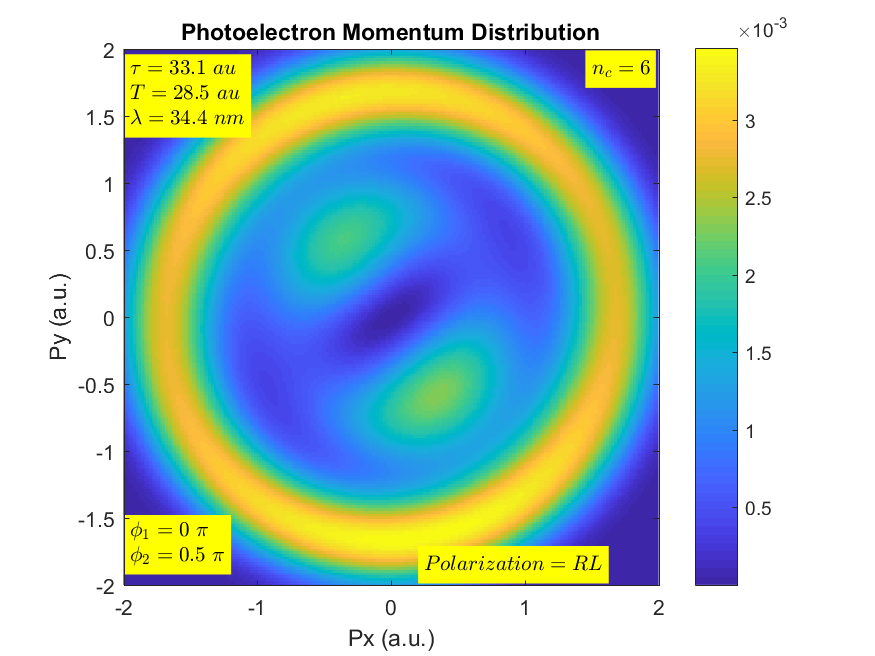 Photoelectron Momentum Distribution
×10⁻³
τ = 33.1 au
T = 28.5 au
λ = 34.4 nm
n_c = 6
2
1.5
1
0.5
0
-0.5
-1
-1.5
-2
Py (a.u.)
ϕ₁ = 0 π
ϕ₂ = 0.5 π
Polarization = RL
-2
-1
0
1
2
Px (a.u.)
3
2.5
2
1.5
1
0.5